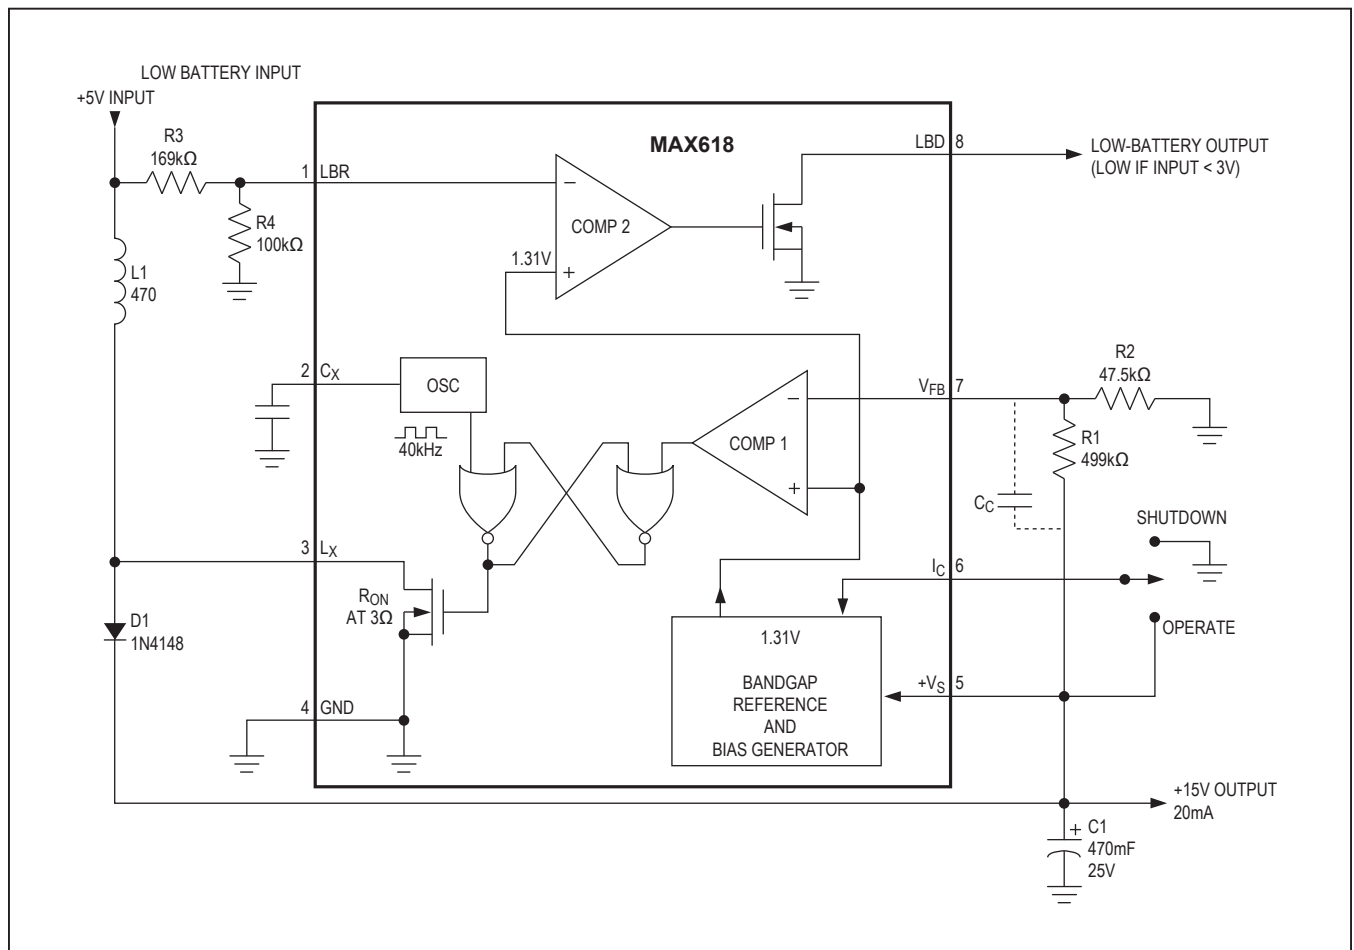 LOW BATTERY INPUT
+5V INPUT
R3
169kΩ
R4
100kΩ
L1
470
1
LBR
MAX618
LBD
8
LOW-BATTERY OUTPUT
(LOW IF INPUT < 3V)
−
COMP 2
1.31V
+
2
CX
OSC
40kHz
−
COMP 1
+
VFB
7
R2
47.5kΩ
R1
499kΩ
CC
SHUTDOWN
3
LX
RON
AT 3Ω
IC
6
OPERATE
D1
1N4148
1.31V
BANDGAP
REFERENCE
AND
BIAS GENERATOR
+VS
5
4
GND
+15V OUTPUT
20mA
+
C1
470mF
25V